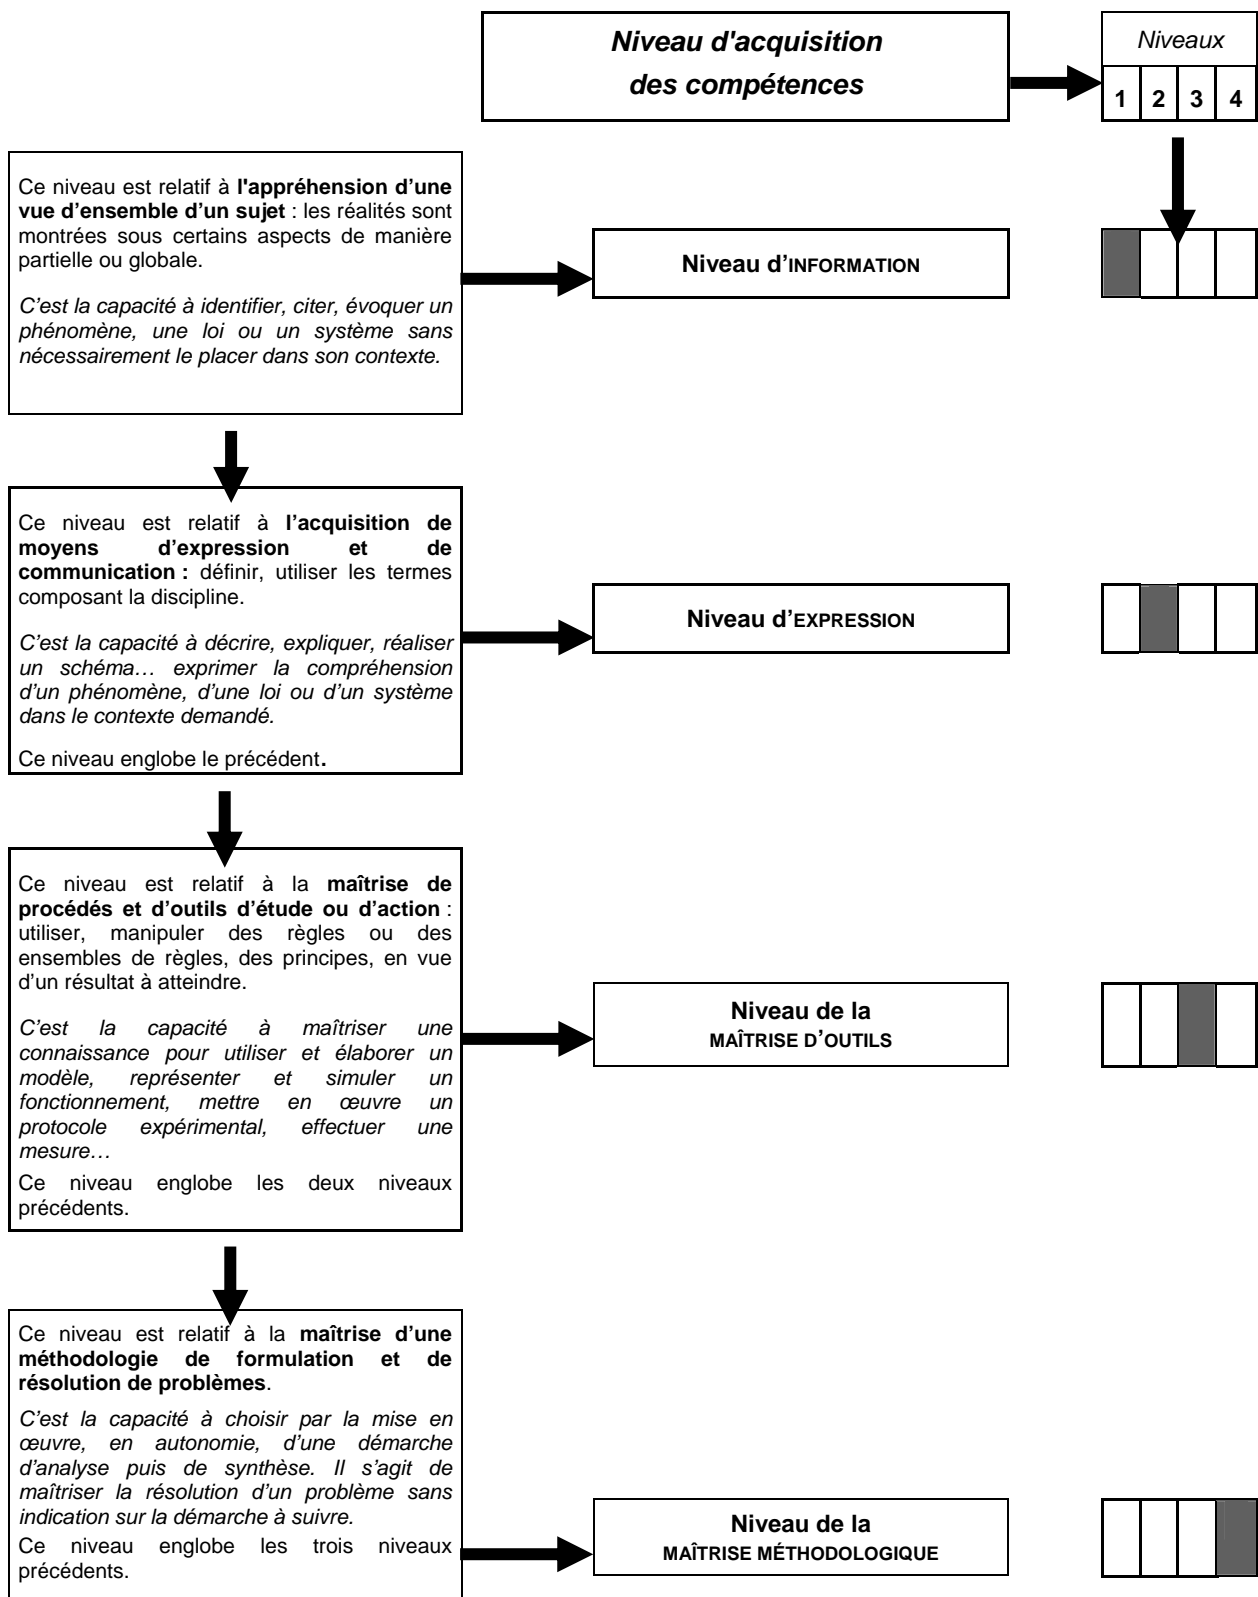 Niveau d'acquisition
des compétences
Niveaux
1 2 3 4
Ce niveau est relatif à l'appréhension d’une
vue d’ensemble d’un sujet : les réalités sont
montrées sous certains aspects de manière
partielle ou globale.
C’est la capacité à identifier, citer, évoquer un
phénomène, une loi ou un système sans
nécessairement le placer dans son contexte.
Niveau d’INFORMATION
Ce niveau est relatif à l’acquisition de
moyens d’expression et de
communication : définir, utiliser les termes
composant la discipline.
C’est la capacité à décrire, expliquer, réaliser
un schéma… exprimer la compréhension
d’un phénomène, d’une loi ou d’un système
dans le contexte demandé.
Ce niveau englobe le précédent.
Niveau d’EXPRESSION
Ce niveau est relatif à la maîtrise de
procédés et d’outils d’étude ou d’action :
utiliser, manipuler des règles ou des
ensembles de règles, des principes, en vue
d’un résultat à atteindre.
C’est la capacité à maîtriser une
connaissance pour utiliser et élaborer un
modèle, représenter et simuler un
fonctionnement, mettre en œuvre un
protocole expérimental, effectuer une
mesure…
Ce niveau englobe les deux niveaux
précédents.
Niveau de la
MAÎTRISE D’OUTILS
Ce niveau est relatif à la maîtrise d’une
méthodologie de formulation et de
résolution de problèmes.
C’est la capacité à choisir par la mise en
œuvre, en autonomie, d’une démarche
d’analyse puis de synthèse. Il s’agit de
maîtriser la résolution d’un problème sans
indication sur la démarche à suivre.
Ce niveau englobe les trois niveaux
précédents.
Niveau de la
MAÎTRISE MÉTHODOLOGIQUE